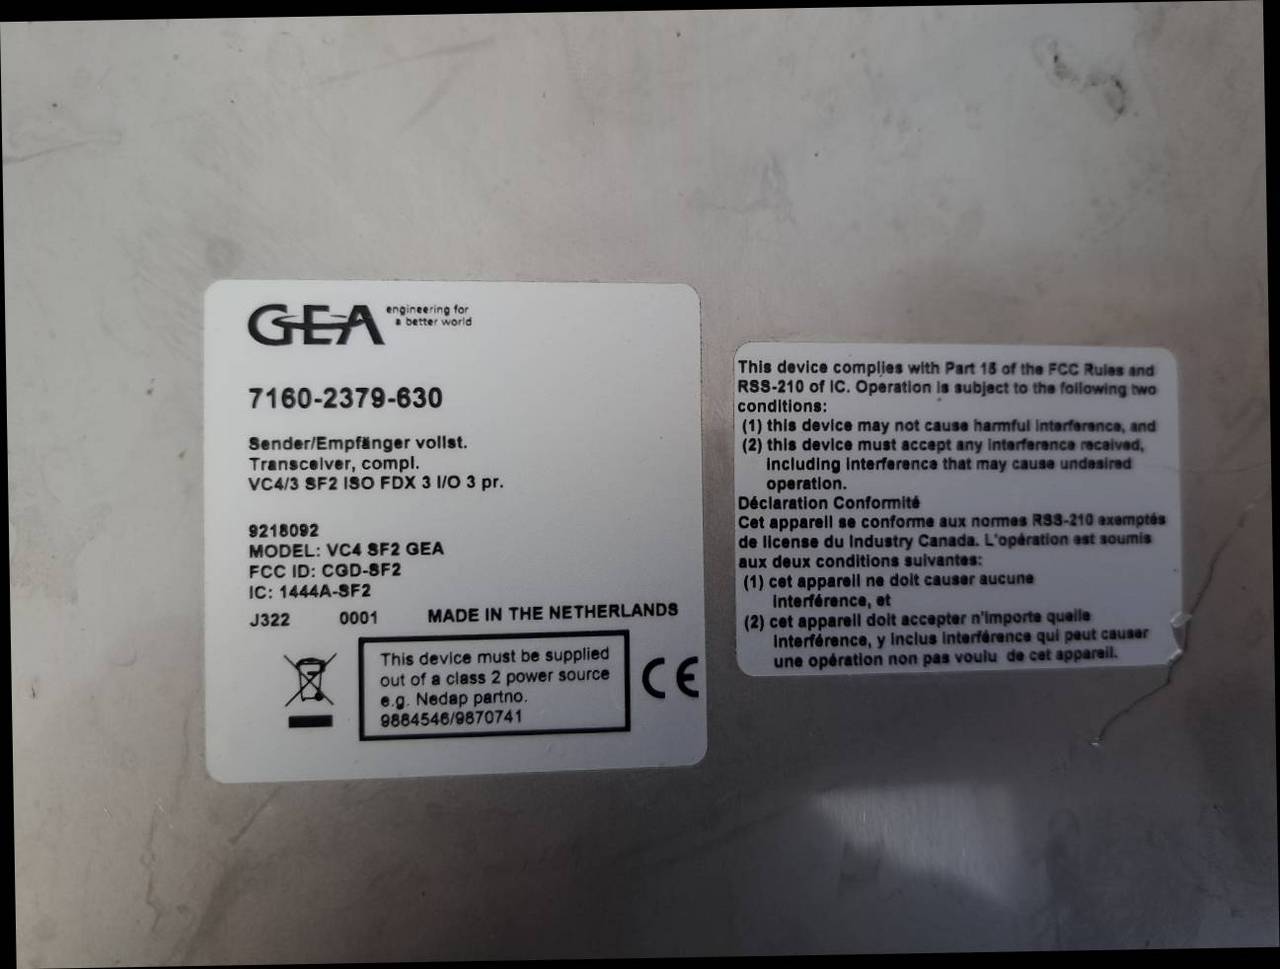 GEA engineering for
a better world
7160-2379-630
Sender/Empfänger vollst.
Transceiver, compl.
VC4/3 SF2 ISO FDX 3 I/O 3 pr.
9218092
MODEL: VC4 SF2 GEA
FCC ID: CGD-SF2
IC: 1444A-SF2
J322 0001 MADE IN THE NETHERLANDS
This device must be supplied
out of a class 2 power source
e.g. Nedap partno.
9884546/9870741
CE
This device complies with Part 15 of the FCC Rules and
RSS-210 of IC. Operation is subject to the following two
conditions:
(1) this device may not cause harmful interference, and
(2) this device must accept any interference received,
including interference that may cause undesired
operation.
Déclaration Conformité
Cet appareil se conforme aux normes RSS-210 exemptés
de license du Industry Canada. L'opération est soumis
aux deux conditions suivantes:
(1) cet appareil ne doit causer aucune
interférence, et
(2) cet appareil doit accepter n'importe quelle
interférence, y inclus interférence qui peut causer
une opération non pas voulu de cet appareil.